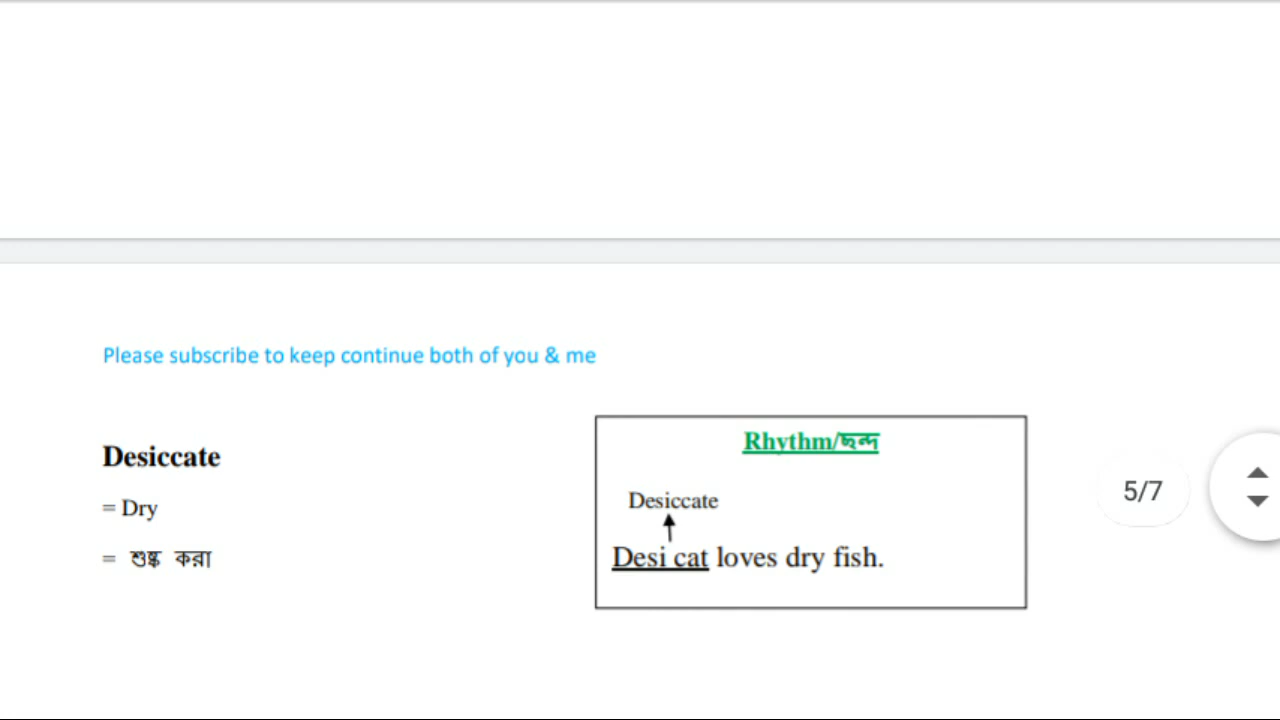 Please subscribe to keep continue both of you & me
Desiccate
= Dry
= শুষ্ক করা
Rhythm/ছন্দ
Desiccate
Desi cat loves dry fish.
5/7